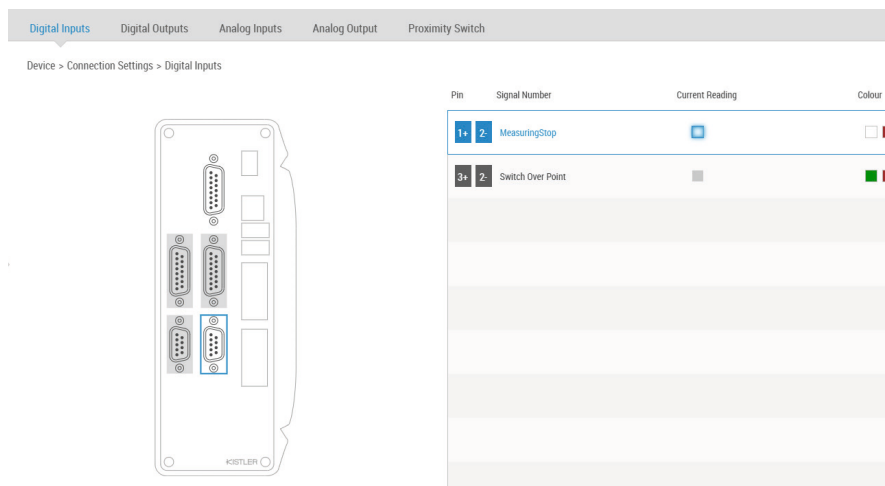 Digital Inputs Digital Outputs Analog Inputs Analog Output Proximity Switch
Device > Connection Settings > Digital Inputs
Pin Signal Number Current Reading Colour
1+ 2- MeasuringStop
3+ 2- Switch Over Point
KISTLER